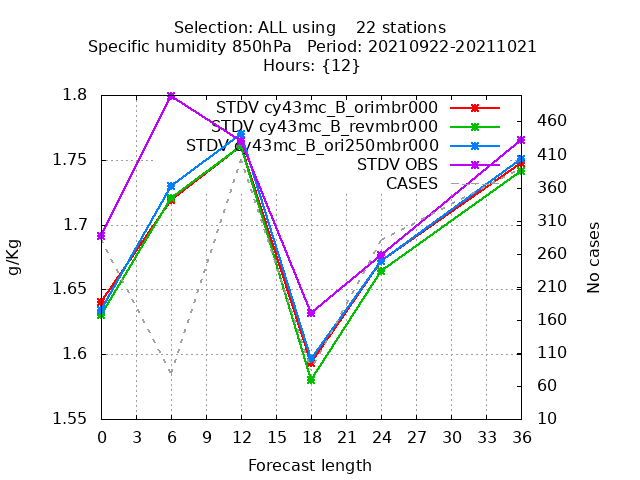 Selection: ALL using 22 stations
Specific humidity 850hPa Period: 20210922-20211021
Hours: {12}
STDV cy43mc_B_orimbr000
STDV cy43mc_B_revmbr000
STDV cy43mc_B_ori250mbr000
STDV OBS
CASES
g/Kg
1.8
1.75
1.7
1.65
1.6
1.55
460
410
360
310
260
210
160
110
60
10
No cases
0 3 6 9 12 15 18 21 24 27 30 33 36
Forecast length